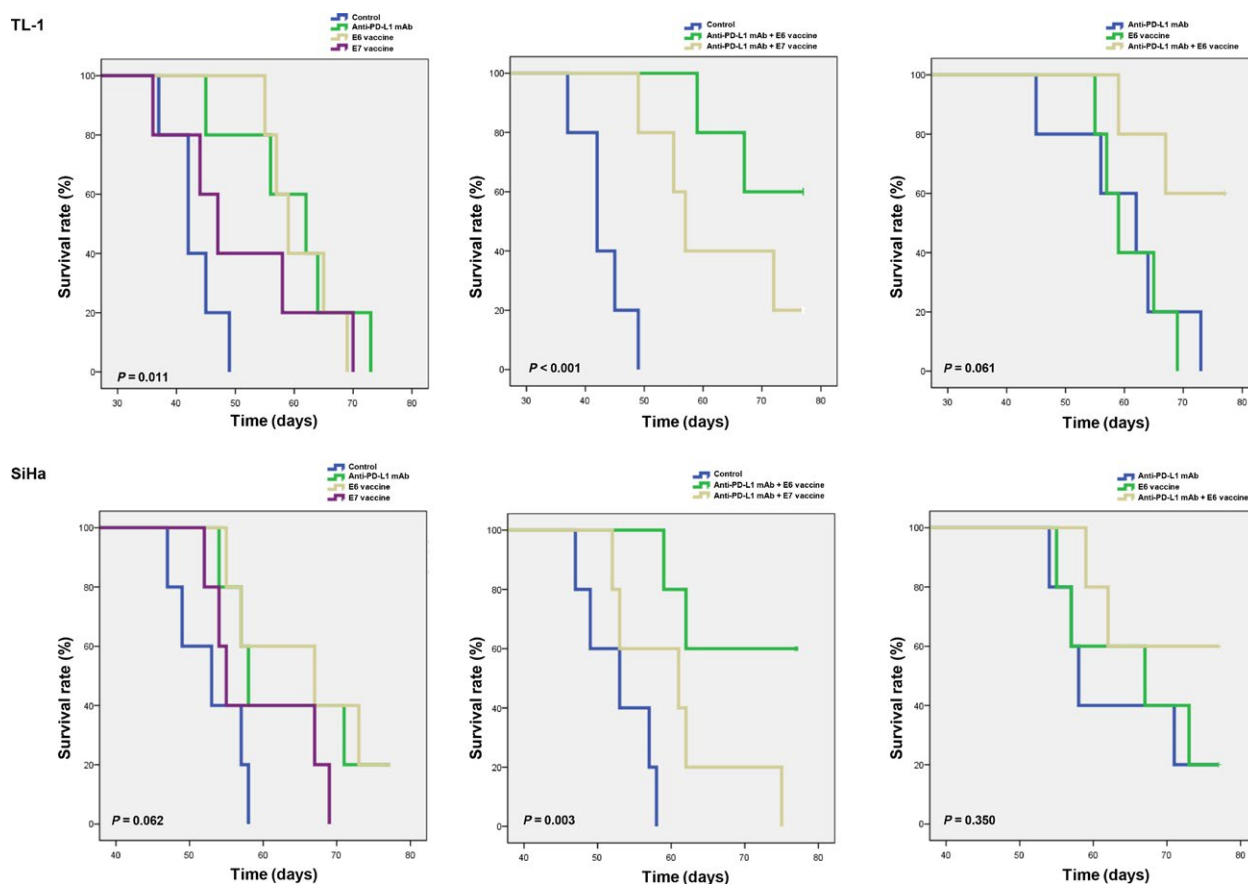 TL-1
Control
Anti-PD-L1 mAb
E6 vaccine
E7 vaccine
Survival rate (%)
100
80
60
40
20
0
P = 0.011
30 40 50 60 70 80
Time (days)
Control
Anti-PD-L1 mAb + E6 vaccine
Anti-PD-L1 mAb + E7 vaccine
Survival rate (%)
100
80
60
40
20
0
P < 0.001
30 40 50 60 70 80
Time (days)
Anti-PD-L1 mAb
E6 vaccine
Anti-PD-L1 mAb + E6 vaccine
Survival rate (%)
100
80
60
40
20
0
P = 0.061
30 40 50 60 70 80
Time (days)
SiHa
Control
Anti-PD-L1 mAb
E6 vaccine
E7 vaccine
Survival rate (%)
100
80
60
40
20
0
P = 0.062
40 50 60 70 80
Time (days)
Control
Anti-PD-L1 mAb + E6 vaccine
Anti-PD-L1 mAb + E7 vaccine
Survival rate (%)
100
80
60
40
20
0
P = 0.003
40 50 60 70 80
Time (days)
Anti-PD-L1 mAb
E6 vaccine
Anti-PD-L1 mAb + E6 vaccine
Survival rate (%)
100
80
60
40
20
0
P = 0.350
40 50 60 70 80
Time (days)